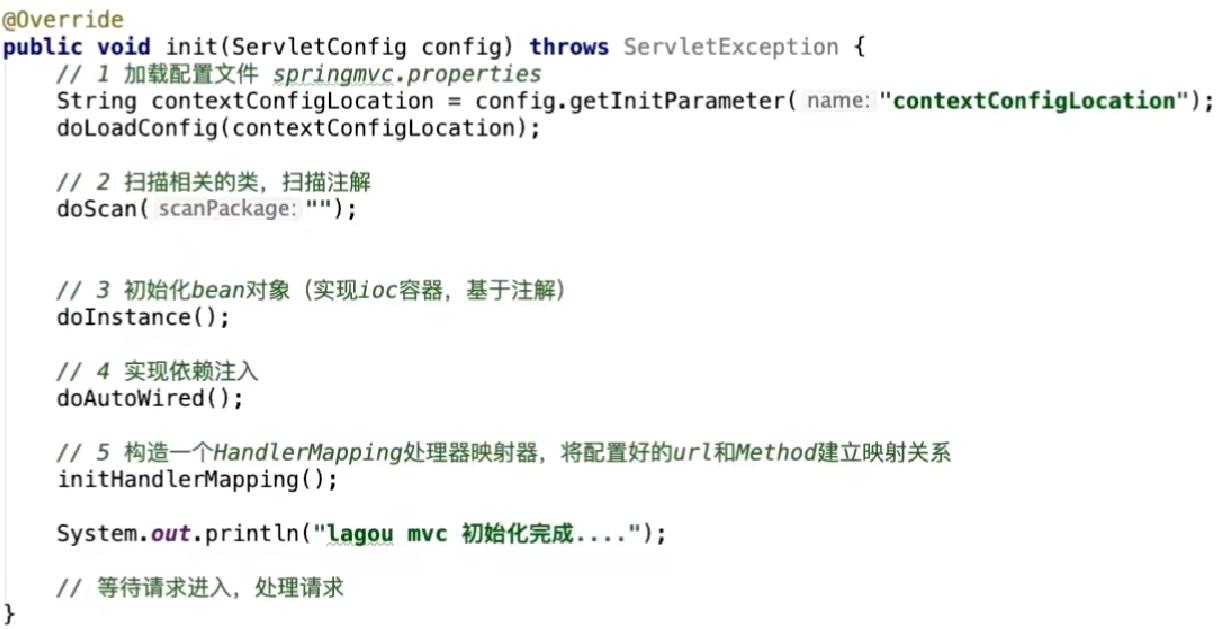 @Override
public void init(ServletConfig config) throws ServletException {
// 1 加载配置文件 springmvc.properties
String contextConfigLocation = config.getInitParameter( name: "contextConfigLocation");
doLoadConfig(contextConfigLocation);
// 2 扫描相关的类，扫描注解
doScan( scanPackage: "");
// 3 初始化bean对象（实现ioc容器，基于注解）
doInstance();
// 4 实现依赖注入
doAutoWired();
// 5 构造一个HandlerMapping处理器映射器，将配置好的url和Method建立映射关系
initHandlerMapping();
System.out.println("lagou mvc 初始化完成....");
// 等待请求进入，处理请求
}